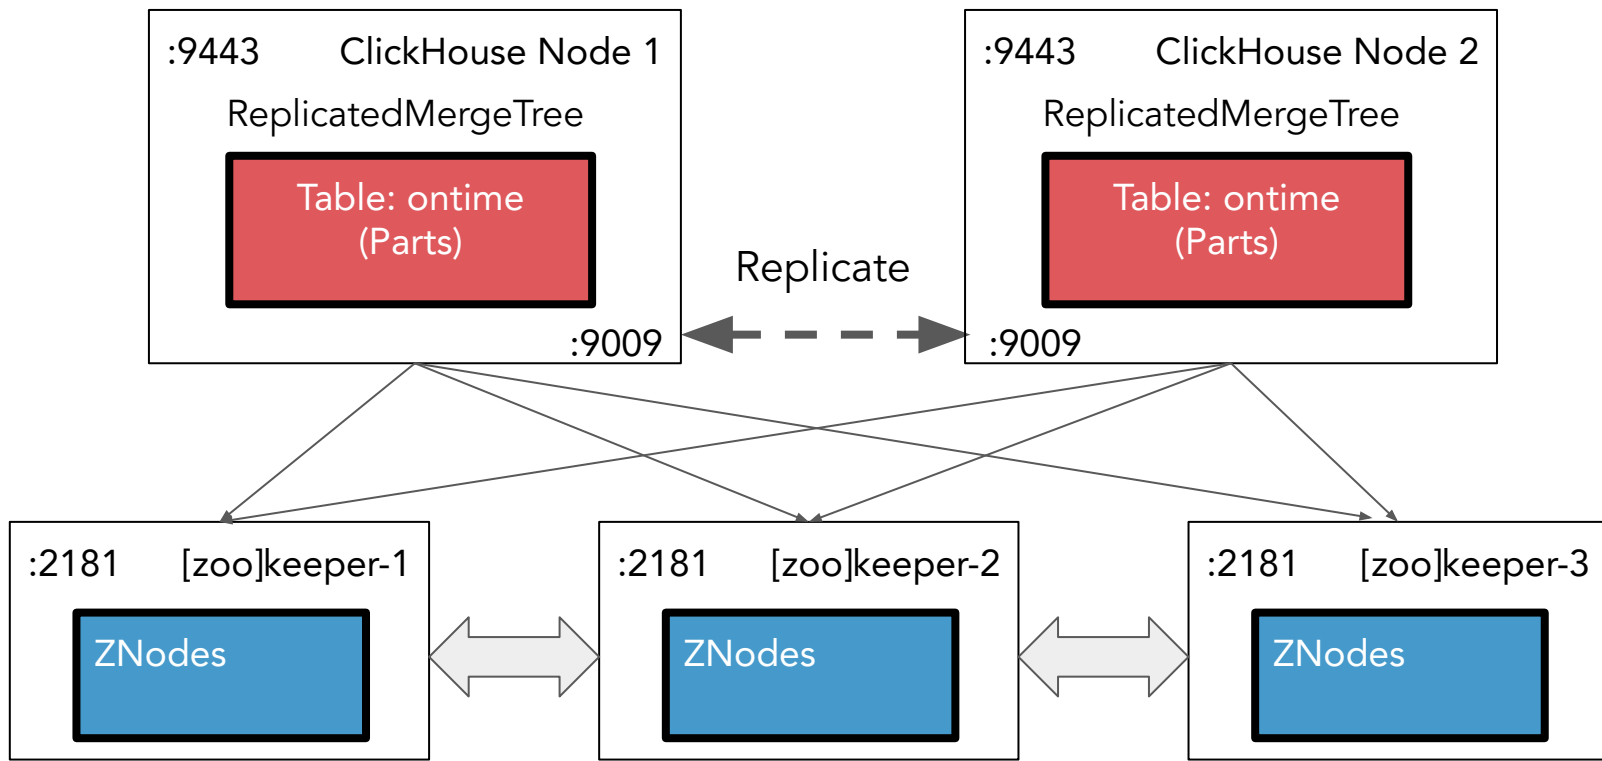 :9443 ClickHouse Node 1
ReplicatedMergeTree
Table: ontime
(Parts)
:9009
Replicate
:9443 ClickHouse Node 2
ReplicatedMergeTree
Table: ontime
(Parts)
:9009
:2181 [zoo]keeper-1
ZNodes
:2181 [zoo]keeper-2
ZNodes
:2181 [zoo]keeper-3
ZNodes